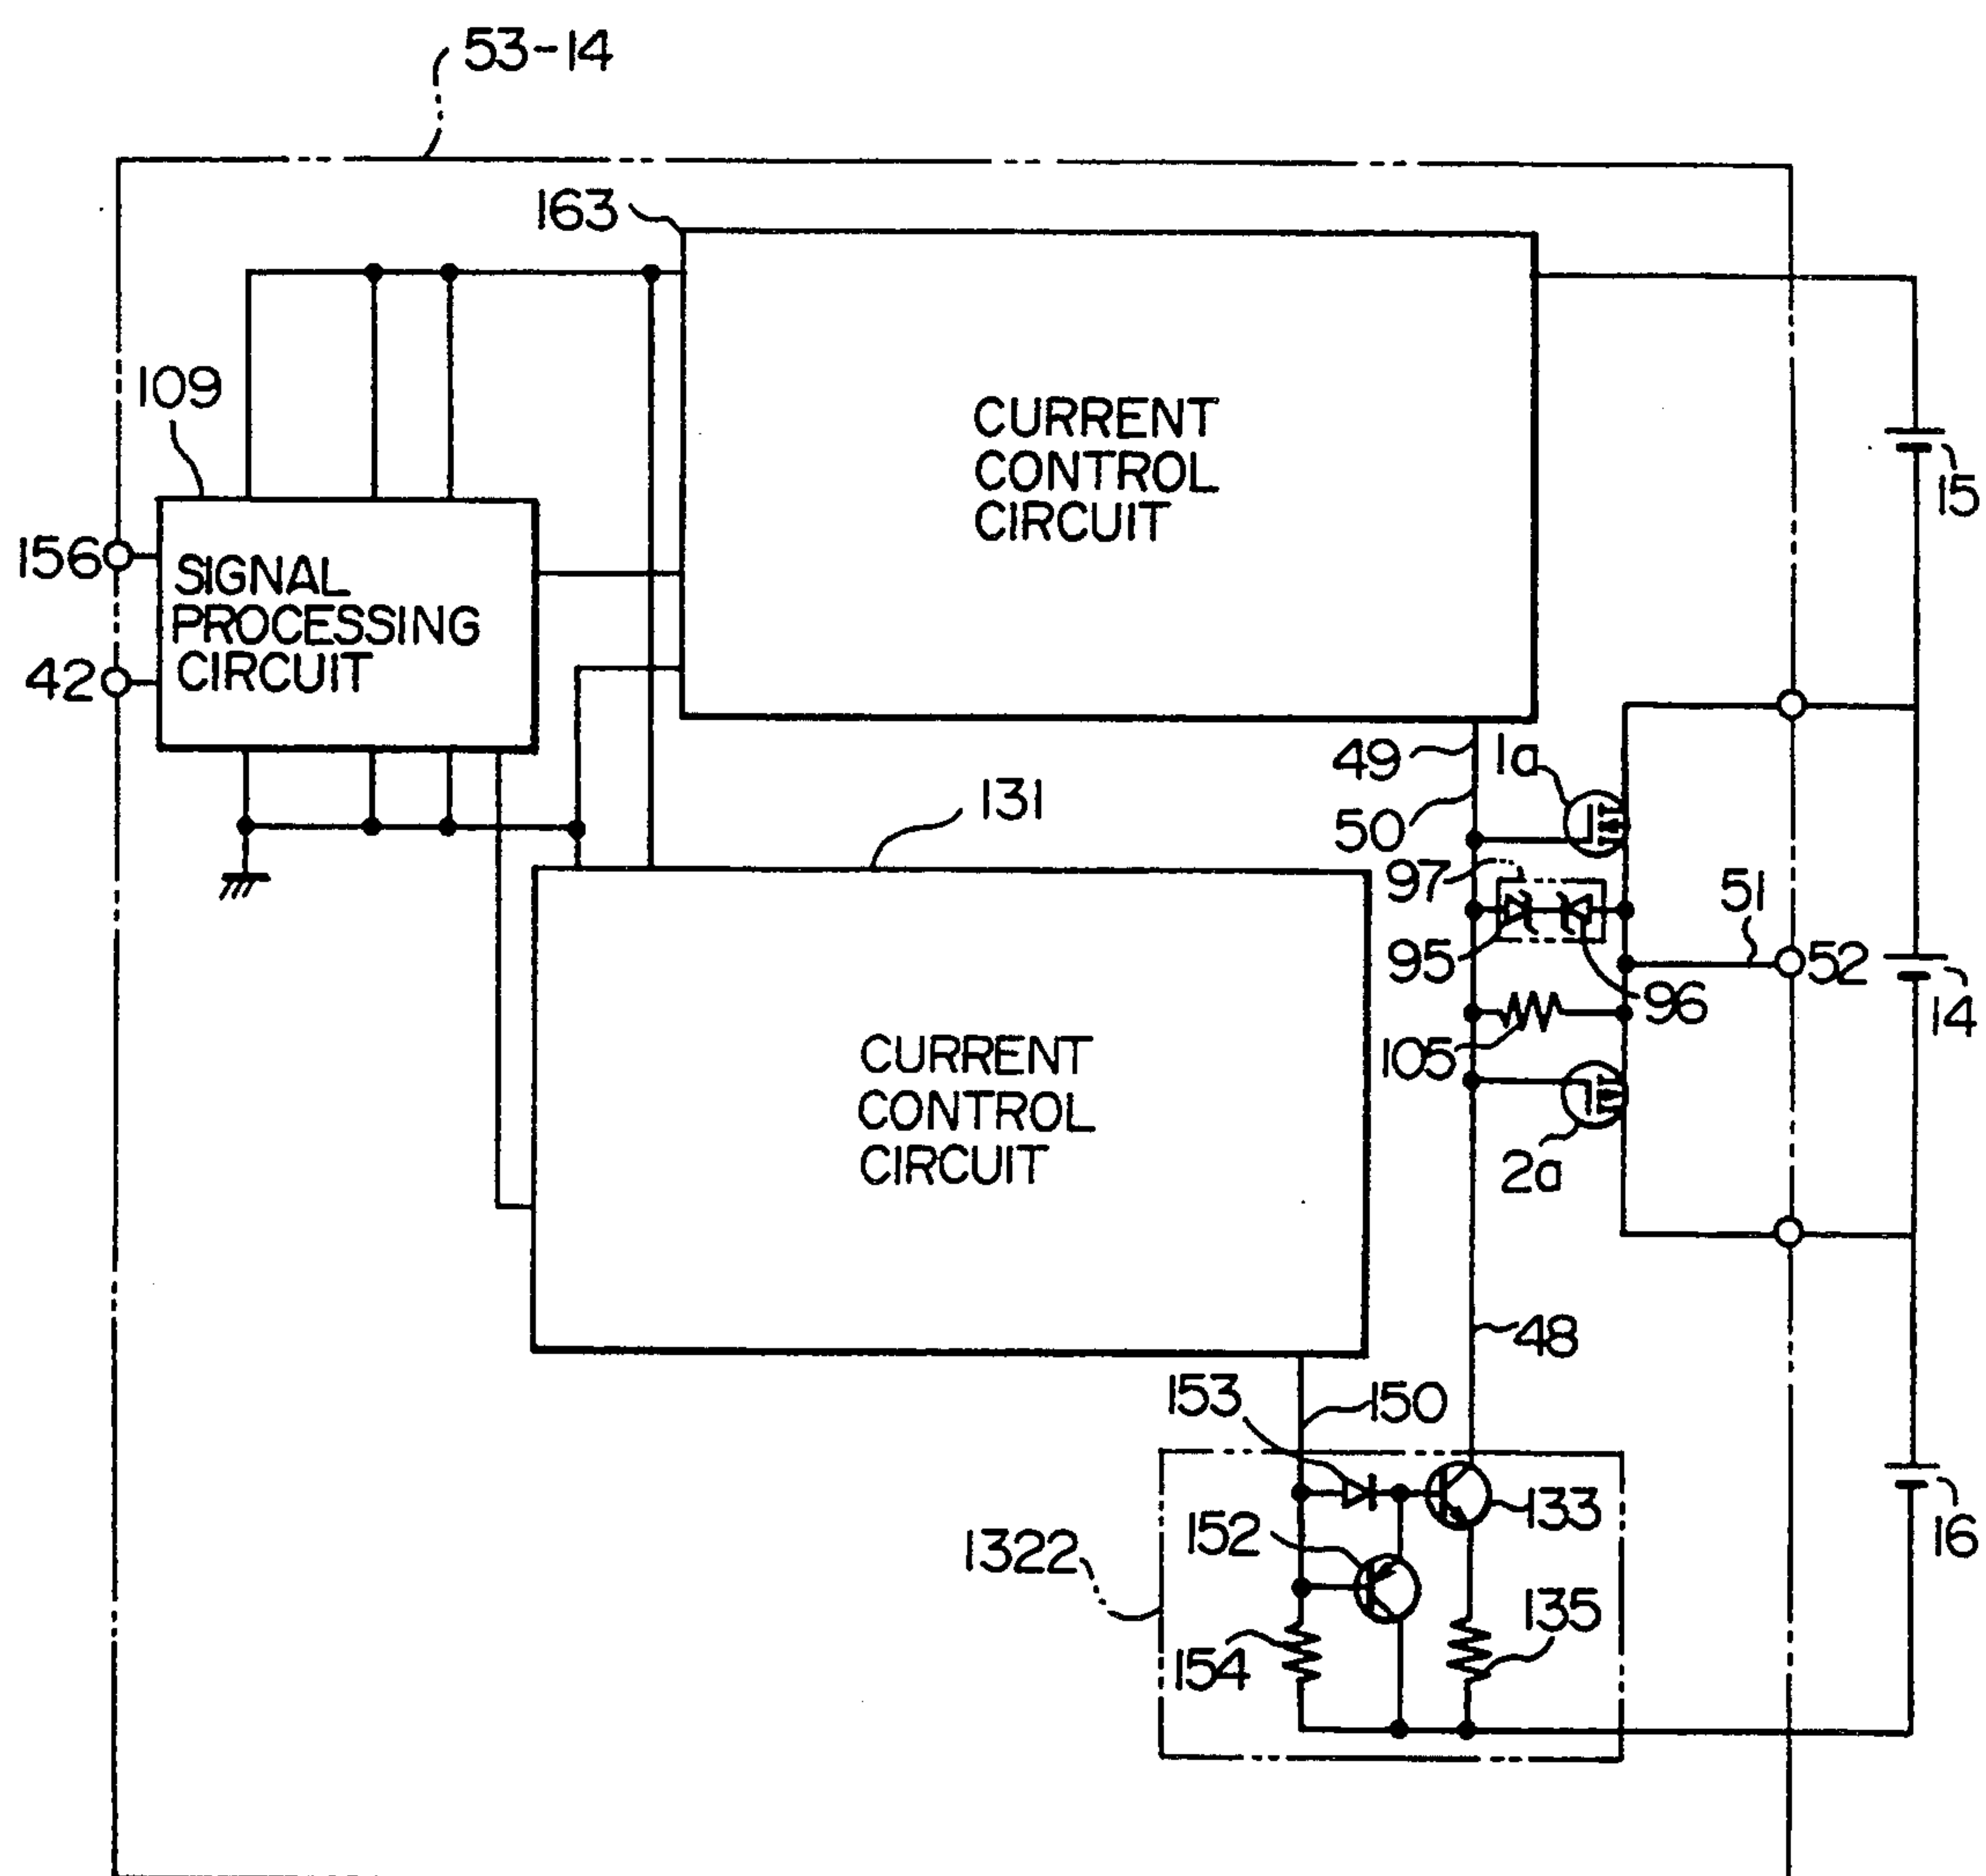 53-14
163
109
CURRENT
CONTROL
CIRCUIT
15
156
SIGNAL
PROCESSING
CIRCUIT
42
49
1a
131
50
97
51
95
52
96
14
105
CURRENT
CONTROL
CIRCUIT
2a
48
153
150
133
152
1322
16
135
154